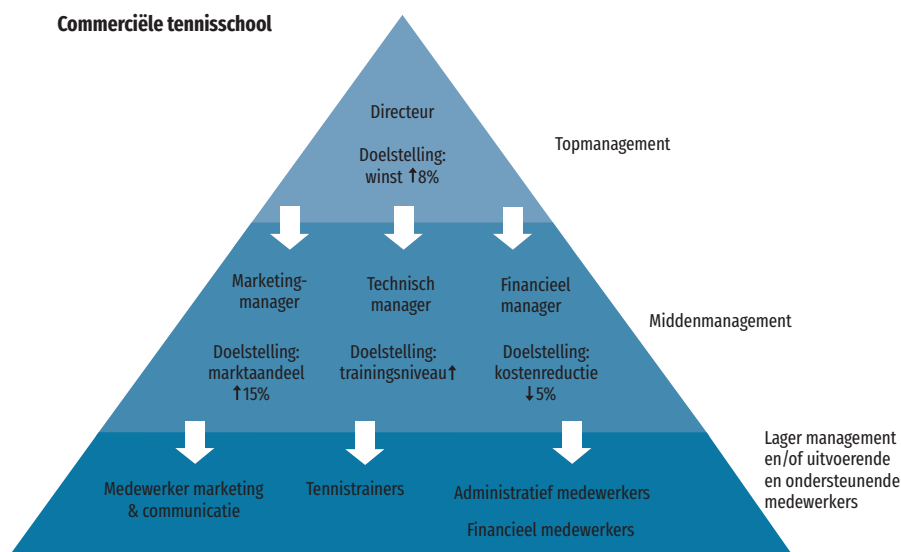 Commerciële tennisschool
Directeur
Doelstelling:
winst ↑8%
Topmanagement
Marketing-
manager
Doelstelling:
marktaandeel
↑15%
Technisch
manager
Doelstelling:
trainingsniveau↑
Financieel
manager
Doelstelling:
kostenreductie
↓5%
Middenmanagement
Medewerker marketing
& communicatie
Tennistrainers
Administratief medewerkers
Financieel medewerkers
Lager management
en/of uitvoerende
en ondersteunende
medewerkers